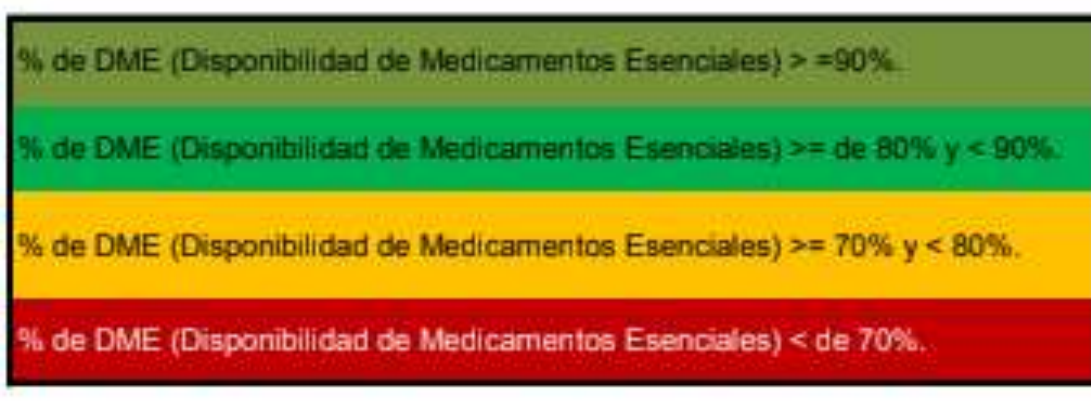 % de DME (Disponibilidad de Medicamentos Esenciales) > =90%.
% de DME (Disponibilidad de Medicamentos Esenciales) >= de 80% y < 90%.
% de DME (Disponibilidad de Medicamentos Esenciales) >= 70% y < 80%.
% de DME (Disponibilidad de Medicamentos Esenciales) < de 70%.